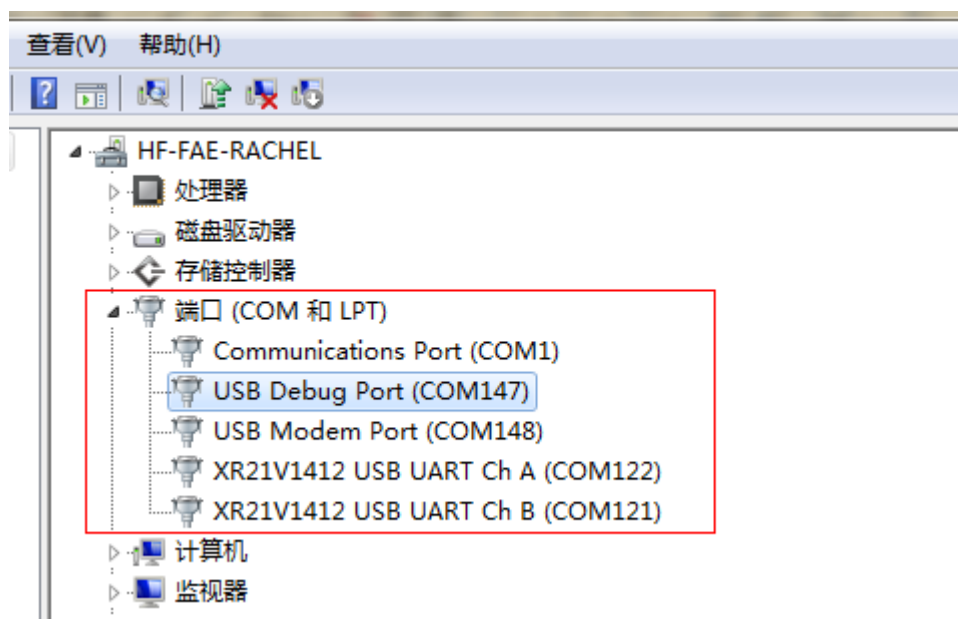 查看(V) 帮助(H)
HF-FAE-RACHEL
处理器
磁盘驱动器
存储控制器
端口 (COM 和 LPT)
Communications Port (COM1)
USB Debug Port (COM147)
USB Modem Port (COM148)
XR21V1412 USB UART Ch A (COM122)
XR21V1412 USB UART Ch B (COM121)
计算机
监视器